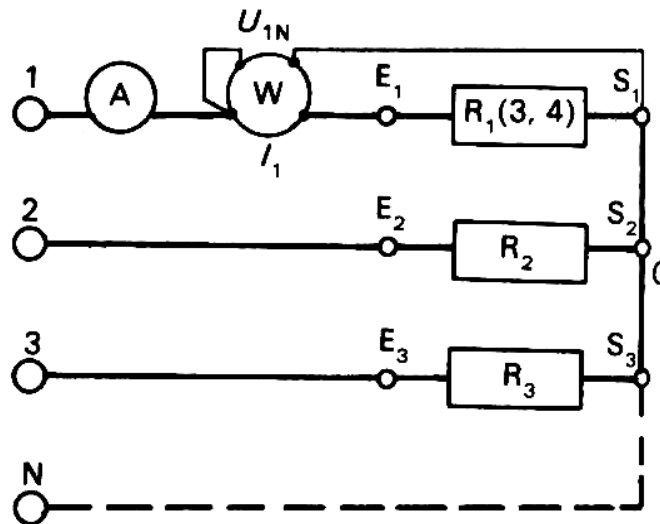 U₁N
1 A W E₁ R₁(3, 4) S₁
I₁
2 E₂ R₂ S₂
3 E₃ R₃ S₃
N